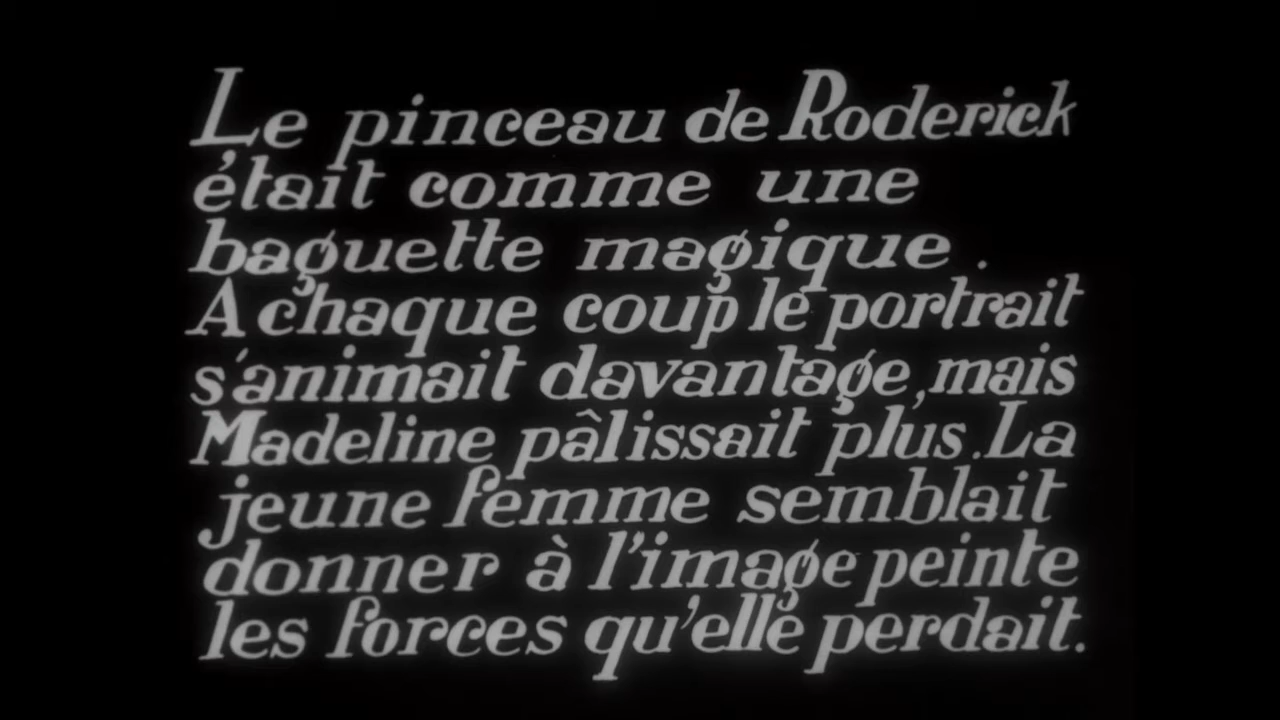 Le pinceau de Roderick
était comme une
baguette magique.
A chaque coup le portrait
s'animait davantage, mais
Madeline pâlissait plus. La
jeune femme semblait
donner à l'image peinte
les forces qu'elle perdait.